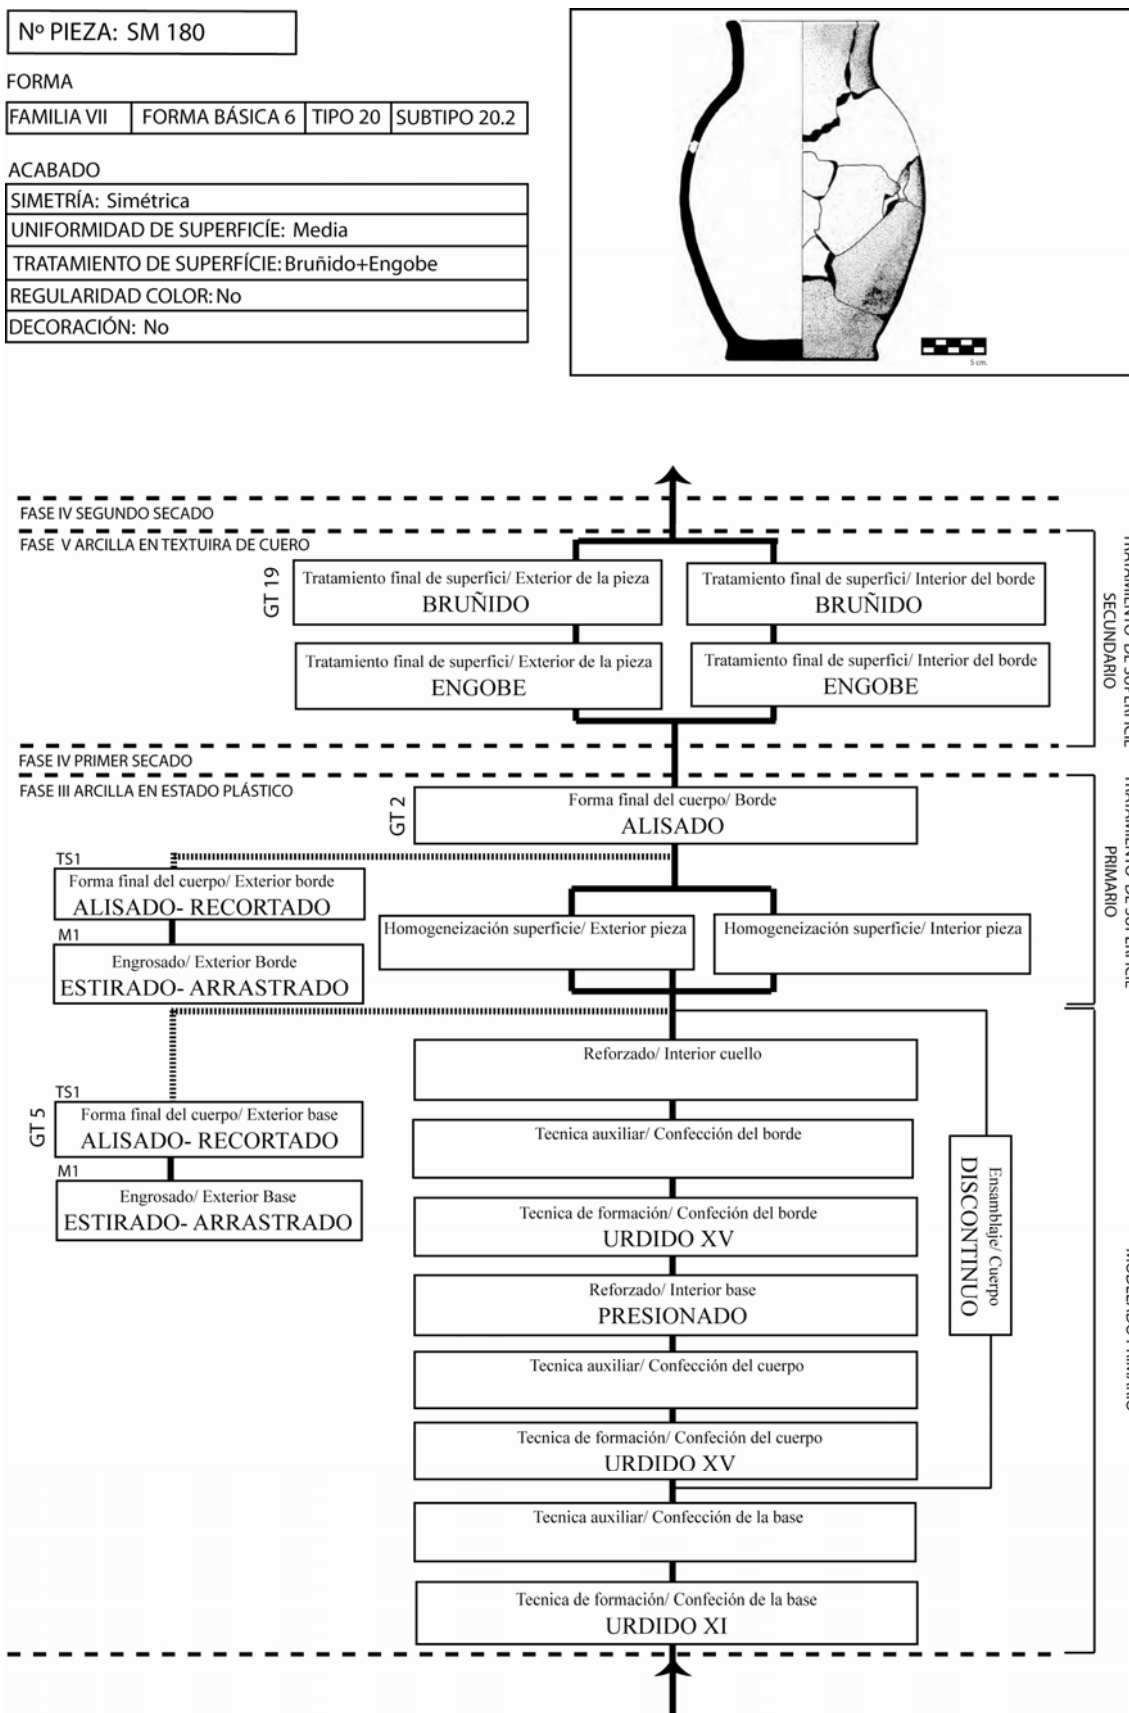 Nº PIEZA: SM 180
FORMA
FAMILIA VII FORMA BÁSICA 6 TIPO 20 SUBTIPO 20.2
ACABADO
SIMETRÍA: Simétrica
UNIFORMIDAD DE SUPERFICÍE: Media
TRATAMIENTO DE SUPERFÍCIE: Bruñido+Engobe
REGULARIDAD COLOR: No
DECORACIÓN: No
5 cm.
FASE IV SEGUNDO SECADO
FASE V ARCILLA EN TEXTUIRA DE CUERO
GT 19
Tratamiento final de superfici/ Exterior de la pieza
BRUÑIDO
Tratamiento final de superfici/ Interior del borde
BRUÑIDO
Tratamiento final de superfici/ Exterior de la pieza
ENGOBE
Tratamiento final de superfici/ Interior del borde
ENGOBE
TRATAMIENTO DE SUPERFICIE
SECUNDARIO
FASE IV PRIMER SECADO
FASE III ARCILLA EN ESTADO PLÁSTICO
GT 2
Forma final del cuerpo/ Borde
ALISADO
TS1
Forma final del cuerpo/ Exterior borde
ALISADO- RECORTADO
M1
Engrosado/ Exterior Borde
ESTIRADO- ARRASTRADO
Homogeneización superficie/ Exterior pieza
Homogeneización superficie/ Interior pieza
TRATAMIENTO DE SUPERFICIE
PRIMARIO
Reforzado/ Interior cuello
GT 5
TS1
Forma final del cuerpo/ Exterior base
ALISADO- RECORTADO
M1
Engrosado/ Exterior Base
ESTIRADO- ARRASTRADO
Tecnica auxiliar/ Confección del borde
Tecnica de formación/ Confeción del borde
URDIDO XV
Reforzado/ Interior base
PRESIONADO
Tecnica auxiliar/ Confección del cuerpo
Tecnica de formación/ Confeción del cuerpo
URDIDO XV
Ensamblaje/ Cuerpo
DISCONTINUO
Tecnica auxiliar/ Confección de la base
Tecnica de formación/ Confeción de la base
URDIDO XI